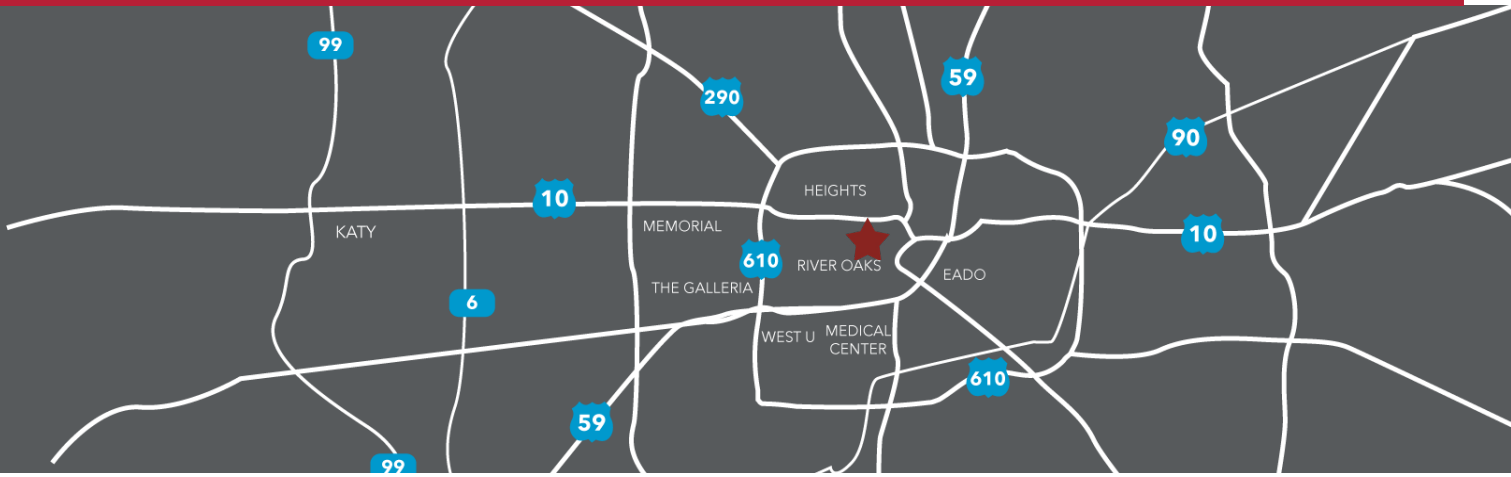 99
59
290
90
10
HEIGHTS
KATY
MEMORIAL
10
610
RIVER OAKS
EADO
THE GALLERIA
6
WEST U
MEDICAL
CENTER
610
59
99